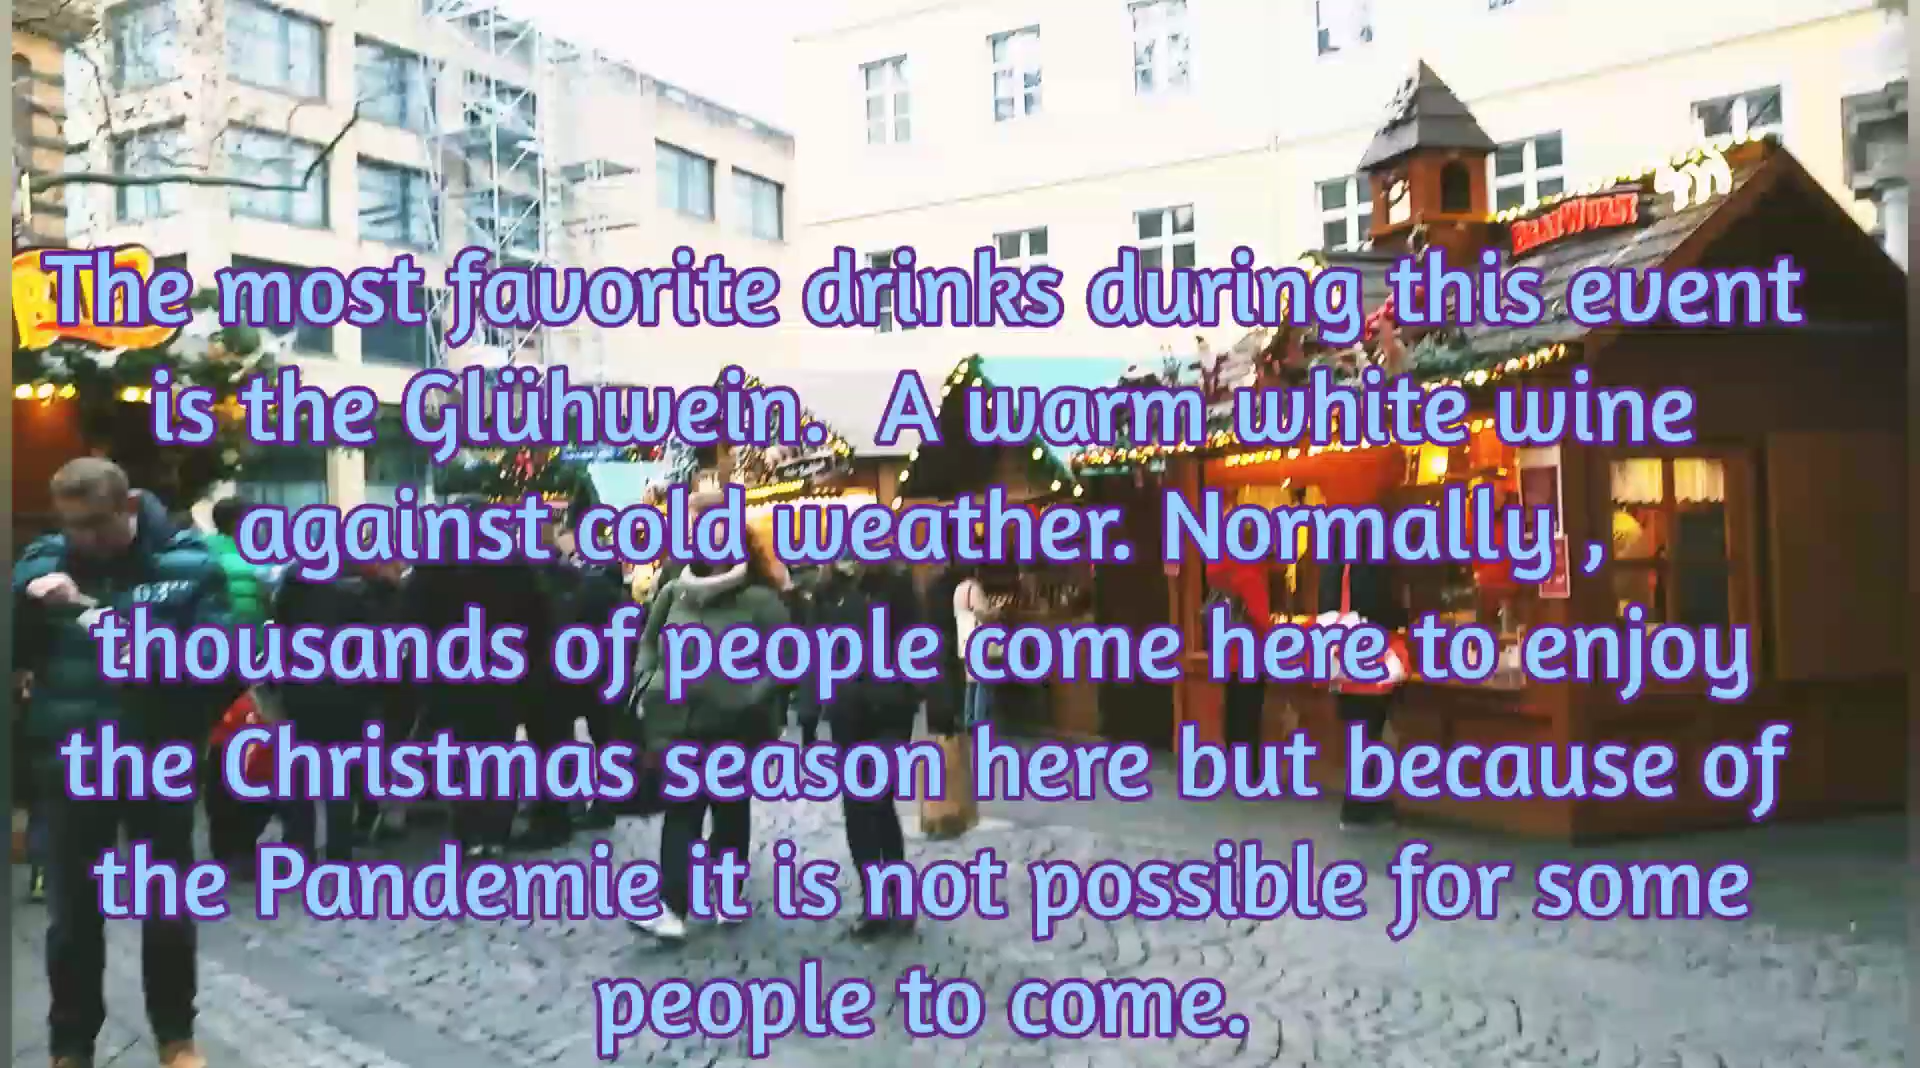 BRATWURST
The most favorite drinks during this event
is the Glühwein.  A warm white wine
against cold weather. Normally ,
thousands of people come here to enjoy
the Christmas season here but because of
the Pandemie it is not possible for some
people to come.